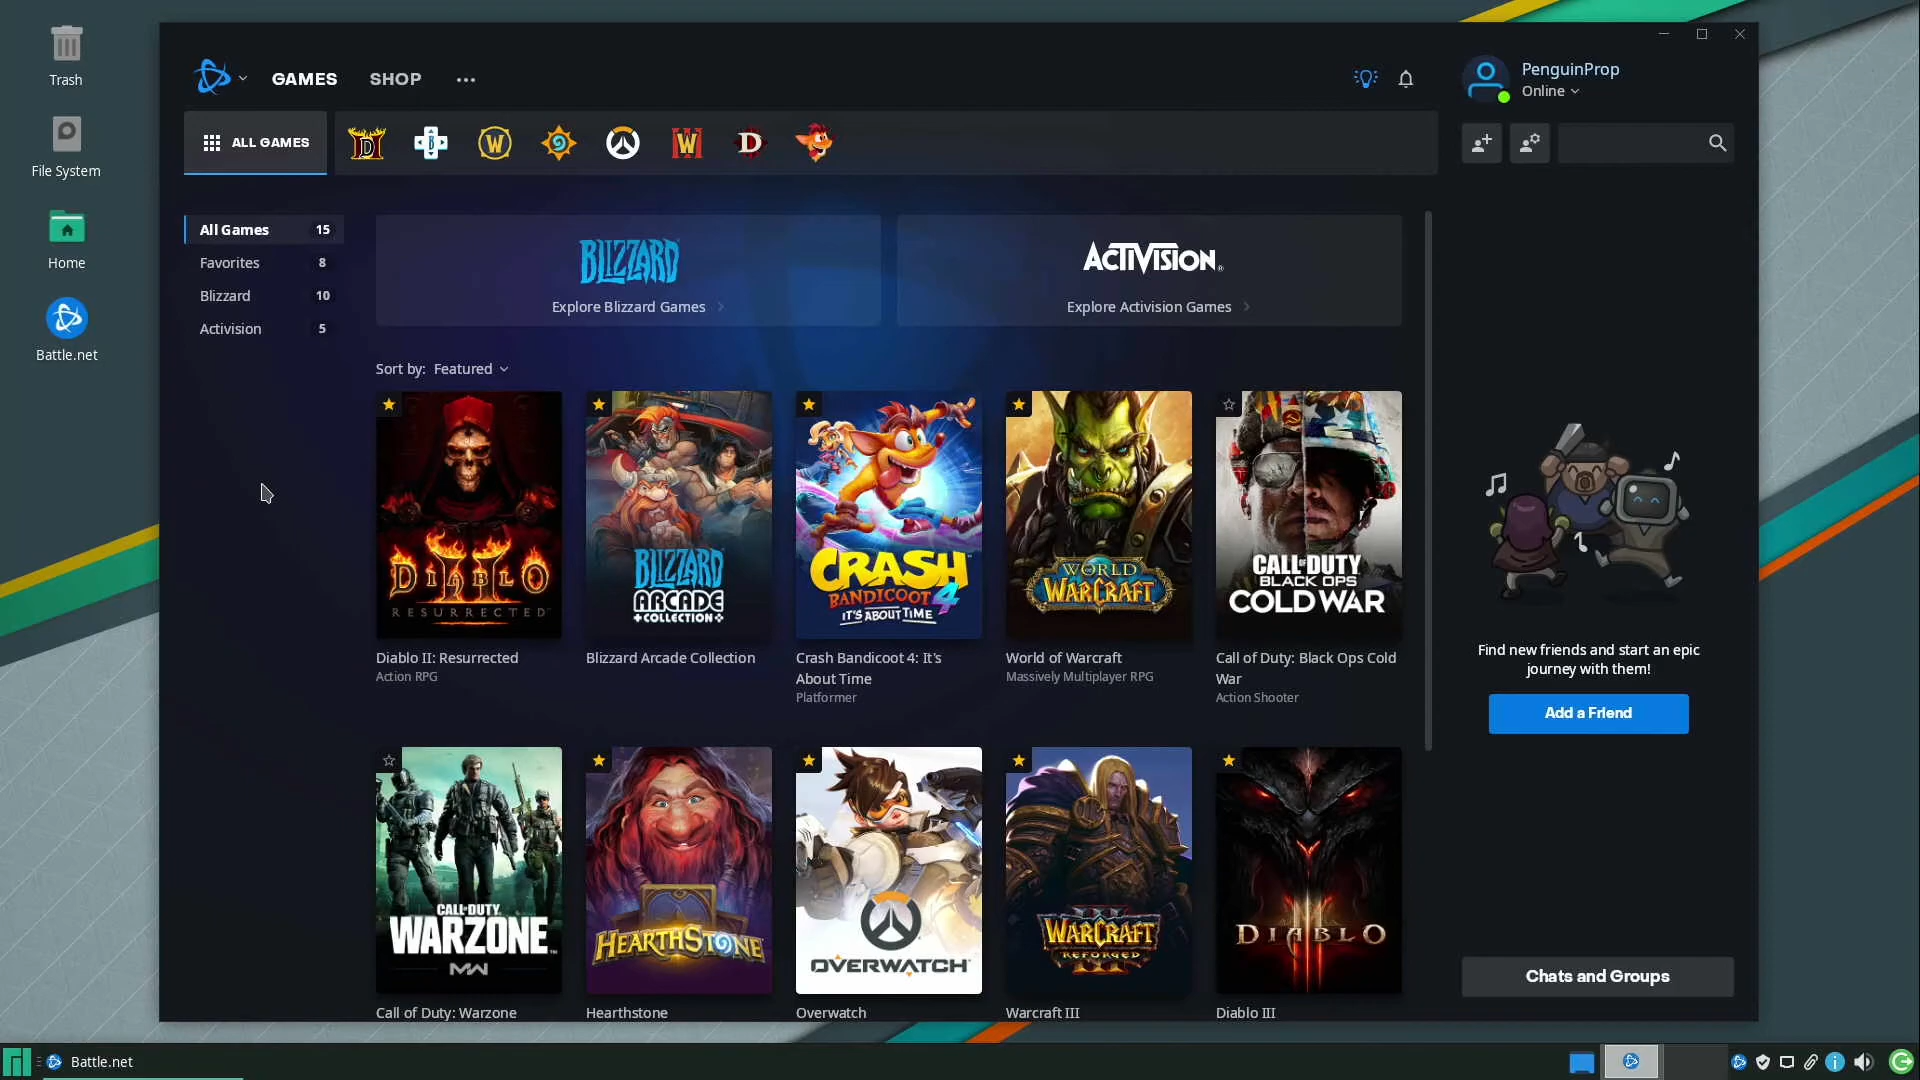 Trash
File System
Home
Battle.net
GAMES
SHOP
PenguinProp
Online
ALL GAMES
All Games 15
Favorites 8
Blizzard 10
Activision 5
BLIZZARD
Explore Blizzard Games
ACTIVISION®
Explore Activision Games
Sort by: Featured
DIABLO II
RESURRECTED™
BLIZZARD
ARCADE
COLLECTION
CRASH
BANDICOOT 4
IT'S ABOUT TIME
WORLD
OF
WARCRAFT
CALL OF DUTY
BLACK OPS
COLD WAR
Diablo II: Resurrected
Action RPG
Blizzard Arcade Collection
Crash Bandicoot 4: It's
About Time
Platformer
World of Warcraft
Massively Multiplayer RPG
Call of Duty: Black Ops Cold
War
Action Shooter
Find new friends and start an epic
journey with them!
Add a Friend
CALL OF DUTY
WARZONE™
MW
HEARTHSTONE
OVERWATCH
WARCRAFT III
REFORGED
DIABLO III
Call of Duty: Warzone
Hearthstone
Overwatch
Warcraft III
Diablo III
Chats and Groups
Battle.net